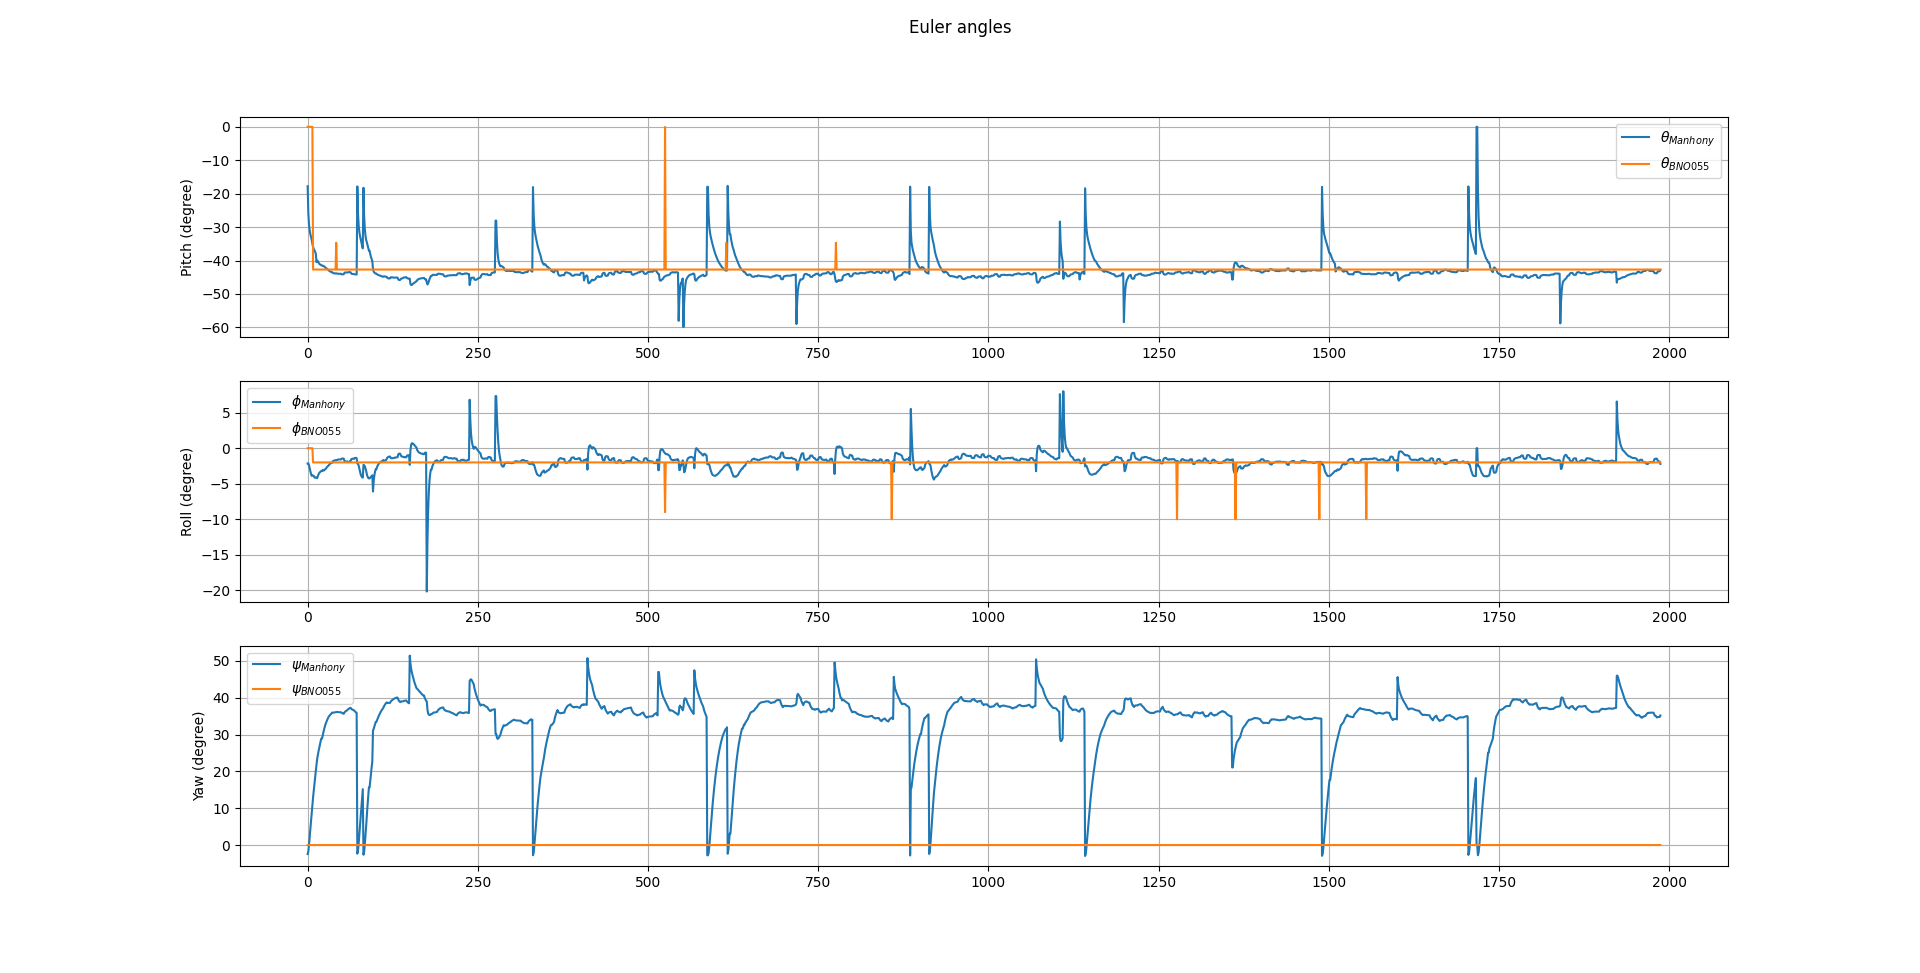 Euler angles
Pitch (degree)
0
−10
−20
−30
−40
−50
−60
θManhony
θBNO055
0 250 500 750 1000 1250 1500 1750 2000
Roll (degree)
5
0
−5
−10
−15
−20
ϕManhony
ϕBNO055
0 250 500 750 1000 1250 1500 1750 2000
Yaw (degree)
50
40
30
20
10
0
ψManhony
ψBNO055
0 250 500 750 1000 1250 1500 1750 2000